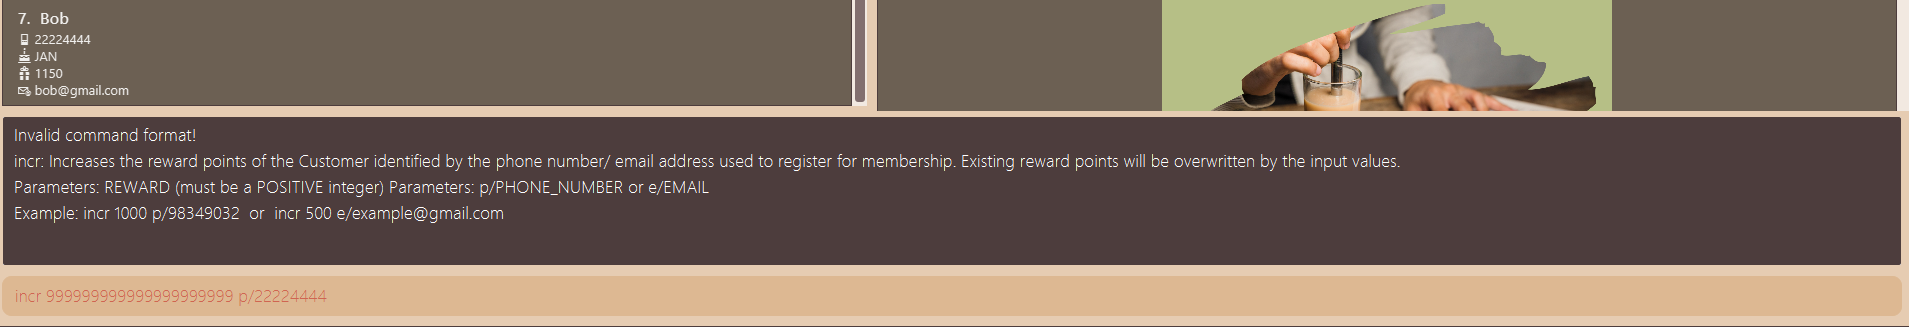 7. Bob
22224444
JAN
1150
bob@gmail.com
Invalid command format!
incr: Increases the reward points of the Customer identified by the phone number/ email address used to register for membership. Existing reward points will be overwritten by the input values.
Parameters: REWARD (must be a POSITIVE integer) Parameters: p/PHONE_NUMBER or e/EMAIL
Example: incr 1000 p/98349032 or incr 500 e/example@gmail.com
incr 999999999999999999999 p/22224444